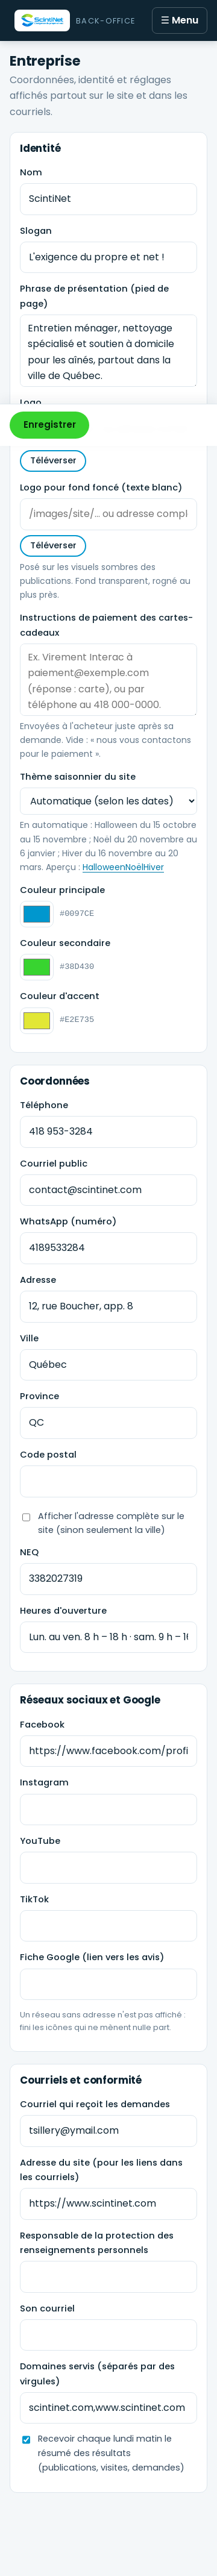 ScintiNet
BACK-OFFICE
☰ Menu
Entreprise
Coordonnées, identité et réglages
affichés partout sur le site et dans les
courriels.
Identité
Nom
ScintiNet
Slogan
L'exigence du propre et net !
Phrase de présentation (pied de
page)
Entretien ménager, nettoyage
spécialisé et soutien à domicile
pour les aînés, partout dans la
ville de Québec.
Logo
Enregistrer
Téléverser
Logo pour fond foncé (texte blanc)
/images/site/… ou adresse compl
Téléverser
Posé sur les visuels sombres des
publications. Fond transparent, rogné au
plus près.
Instructions de paiement des cartes-
cadeaux
Ex. Virement Interac à
paiement@exemple.com
(réponse : carte), ou par
téléphone au 418 000-0000.
Envoyées à l'acheteur juste après sa
demande. Vide : « nous vous contactons
pour le paiement ».
Thème saisonnier du site
Automatique (selon les dates)
En automatique : Halloween du 15 octobre
au 15 novembre ; Noël du 20 novembre au
6 janvier ; Hiver du 16 novembre au 20
mars. Aperçu : HalloweenNoëlHiver
Couleur principale
#0097CE
Couleur secondaire
#38D430
Couleur d'accent
#E2E735
Coordonnées
Téléphone
418 953-3284
Courriel public
contact@scintinet.com
WhatsApp (numéro)
4189533284
Adresse
12, rue Boucher, app. 8
Ville
Québec
Province
QC
Code postal
Afficher l'adresse complète sur le
site (sinon seulement la ville)
NEQ
3382027319
Heures d'ouverture
Lun. au ven. 8 h – 18 h · sam. 9 h – 16
Réseaux sociaux et Google
Facebook
https://www.facebook.com/profi
Instagram
YouTube
TikTok
Fiche Google (lien vers les avis)
Un réseau sans adresse n'est pas affiché :
fini les icônes qui ne mènent nulle part.
Courriels et conformité
Courriel qui reçoit les demandes
tsillery@ymail.com
Adresse du site (pour les liens dans
les courriels)
https://www.scintinet.com
Responsable de la protection des
renseignements personnels
Son courriel
Domaines servis (séparés par des
virgules)
scintinet.com,www.scintinet.com
Recevoir chaque lundi matin le
résumé des résultats
(publications, visites, demandes)